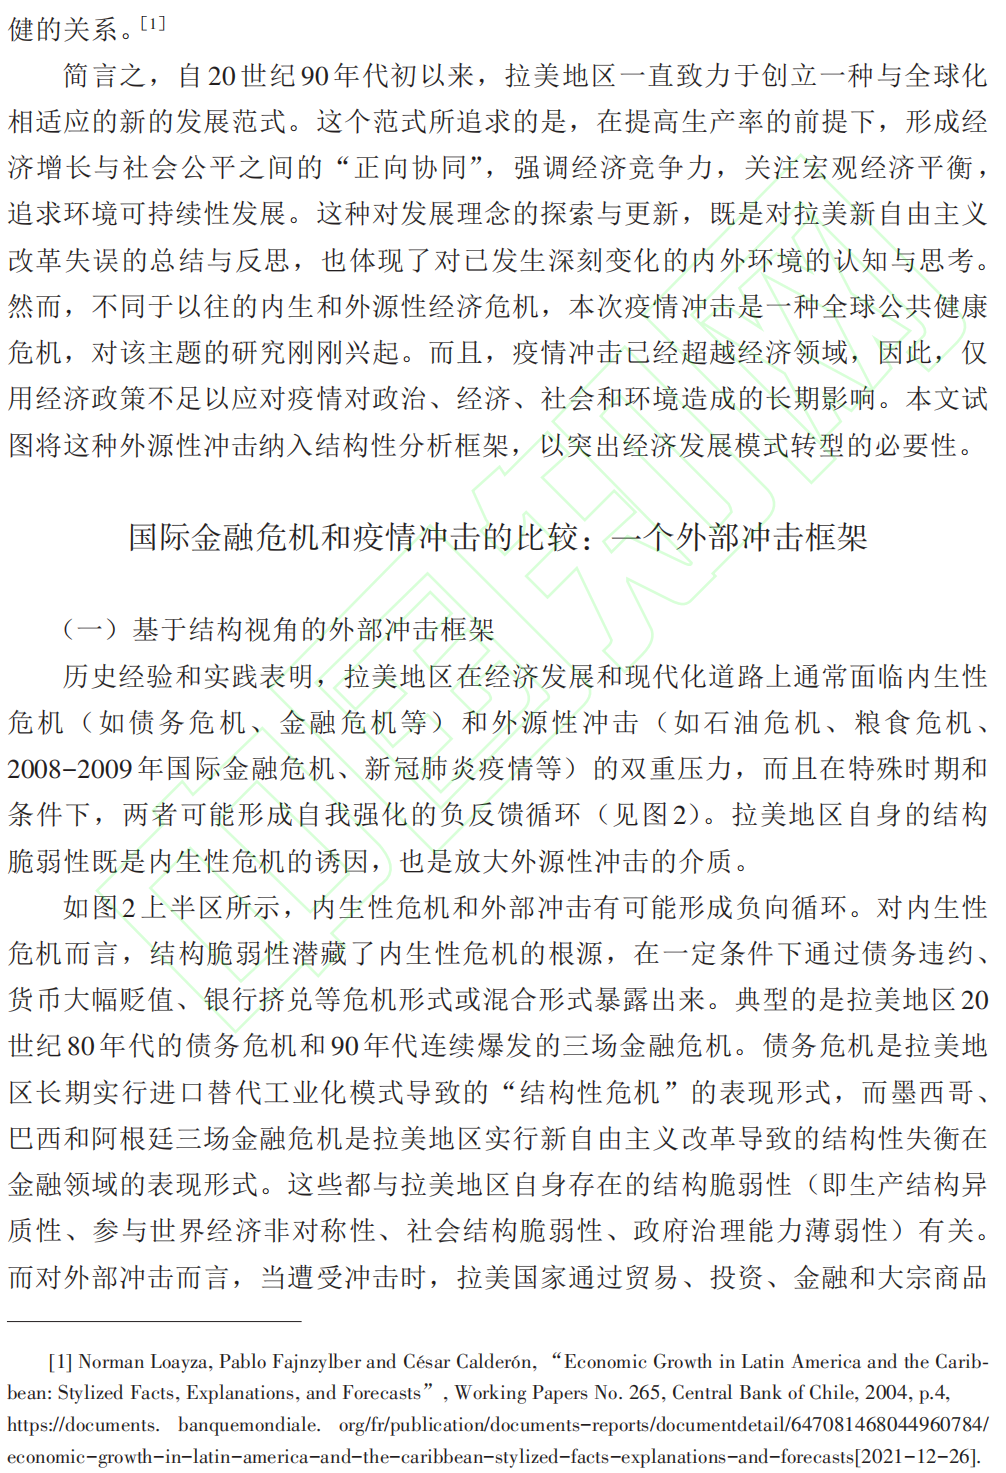 健的关系。[1]
简言之，自20世纪90年代初以来，拉美地区一直致力于创立一种与全球化
相适应的新的发展范式。这个范式所追求的是，在提高生产率的前提下，形成经
济增长与社会公平之间的“正向协同”，强调经济竞争力，关注宏观经济平衡，
追求环境可持续性发展。这种对发展理念的探索与更新，既是对拉美新自由主义
改革失误的总结与反思，也体现了对已发生深刻变化的内外环境的认知与思考。
然而，不同于以往的内生和外源性经济危机，本次疫情冲击是一种全球公共健康
危机，对该主题的研究刚刚兴起。而且，疫情冲击已经超越经济领域，因此，仅
用经济政策不足以应对疫情对政治、经济、社会和环境造成的长期影响。本文试
图将这种外源性冲击纳入结构性分析框架，以突出经济发展模式转型的必要性。
国际金融危机和疫情冲击的比较：一个外部冲击框架
（一）基于结构视角的外部冲击框架
历史经验和实践表明，拉美地区在经济发展和现代化道路上通常面临内生性
危机（如债务危机、金融危机等）和外源性冲击（如石油危机、粮食危机、
2008-2009年国际金融危机、新冠肺炎疫情等）的双重压力，而且在特殊时期和
条件下，两者可能形成自我强化的负反馈循环（见图2）。拉美地区自身的结构
脆弱性既是内生性危机的诱因，也是放大外源性冲击的介质。
如图2上半区所示，内生性危机和外部冲击有可能形成负向循环。对内生性
危机而言，结构脆弱性潜藏了内生性危机的根源，在一定条件下通过债务违约、
货币大幅贬值、银行挤兑等危机形式或混合形式暴露出来。典型的是拉美地区20
世纪80年代的债务危机和90年代连续爆发的三场金融危机。债务危机是拉美地
区长期实行进口替代工业化模式导致的“结构性危机”的表现形式，而墨西哥、
巴西和阿根廷三场金融危机是拉美地区实行新自由主义改革导致的结构性失衡在
金融领域的表现形式。这些都与拉美地区自身存在的结构脆弱性（即生产结构异
质性、参与世界经济非对称性、社会结构脆弱性、政府治理能力薄弱性）有关。
而对外部冲击而言，当遭受冲击时，拉美国家通过贸易、投资、金融和大宗商品
[1] Norman Loayza, Pablo Fajnzylber and César Calderón, “Economic Growth in Latin America and the Carib-
bean: Stylized Facts, Explanations, and Forecasts”, Working Papers No. 265, Central Bank of Chile, 2004, p.4,
https://documents. banquemondiale. org/fr/publication/documents-reports/documentdetail/647081468044960784/
economic-growth-in-latin-america-and-the-caribbean-stylized-facts-explanations-and-forecasts[2021-12-26].
中国知网